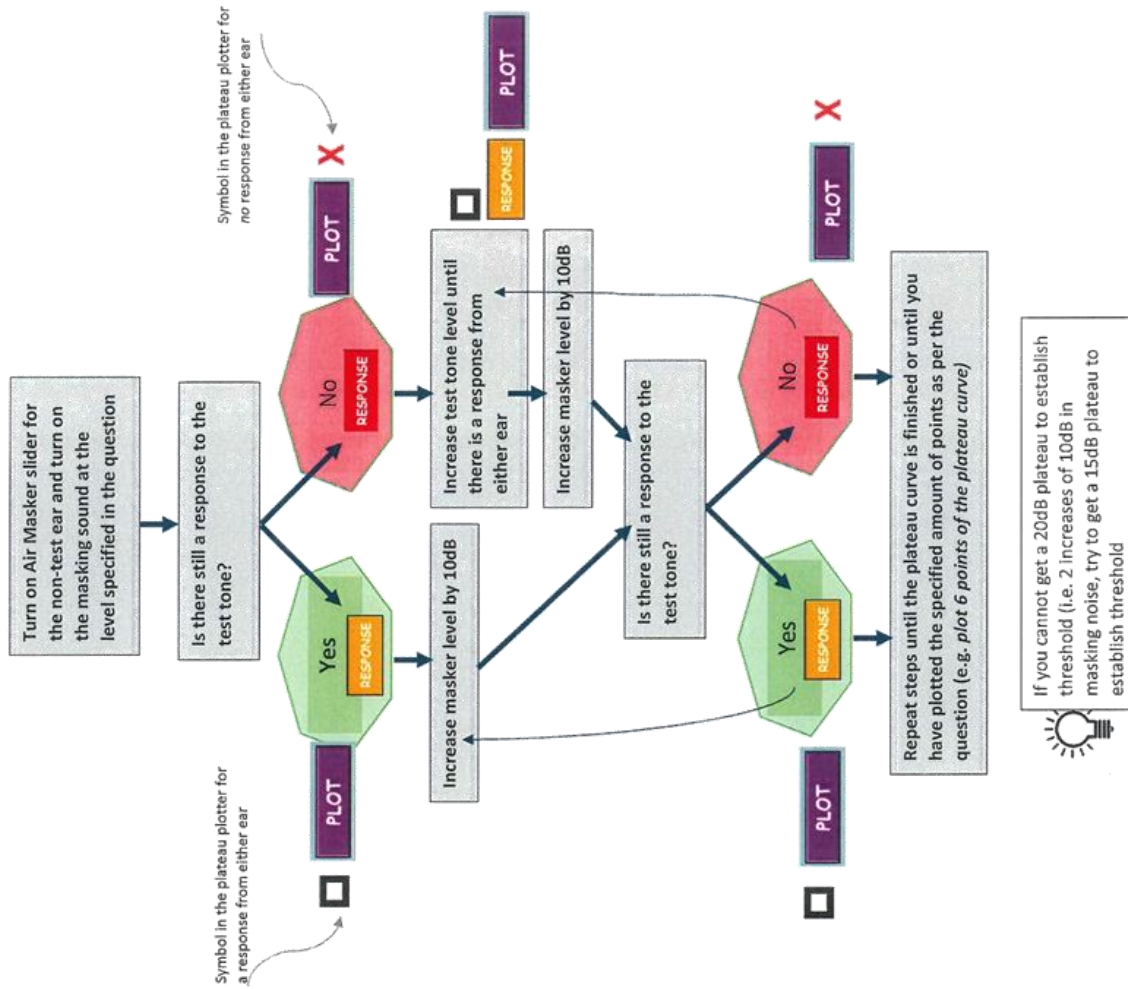 Turn on Air Masker slider for
the non-test ear and turn on
the masking sound at the
level specified in the question
Is there still a response to the
test tone?
Symbol in the plateau plotter for
a response from either ear
Symbol in the plateau plotter for
no response from either ear
PLOT
Yes
RESPONSE
No
RESPONSE
PLOT
X
Increase masker level by 10dB
Increase test tone level until
there is a response from
either ear
RESPONSE
PLOT
Increase masker level by 10dB
Is there still a response to the
test tone?
PLOT
Yes
RESPONSE
No
RESPONSE
PLOT
X
Repeat steps until the plateau curve is finished or until you
have plotted the specified amount of points as per the
question (e.g. plot 6 points of the plateau curve)
If you cannot get a 20dB plateau to establish
threshold (i.e. 2 increases of 10dB in
masking noise, try to get a 15dB plateau to
establish threshold